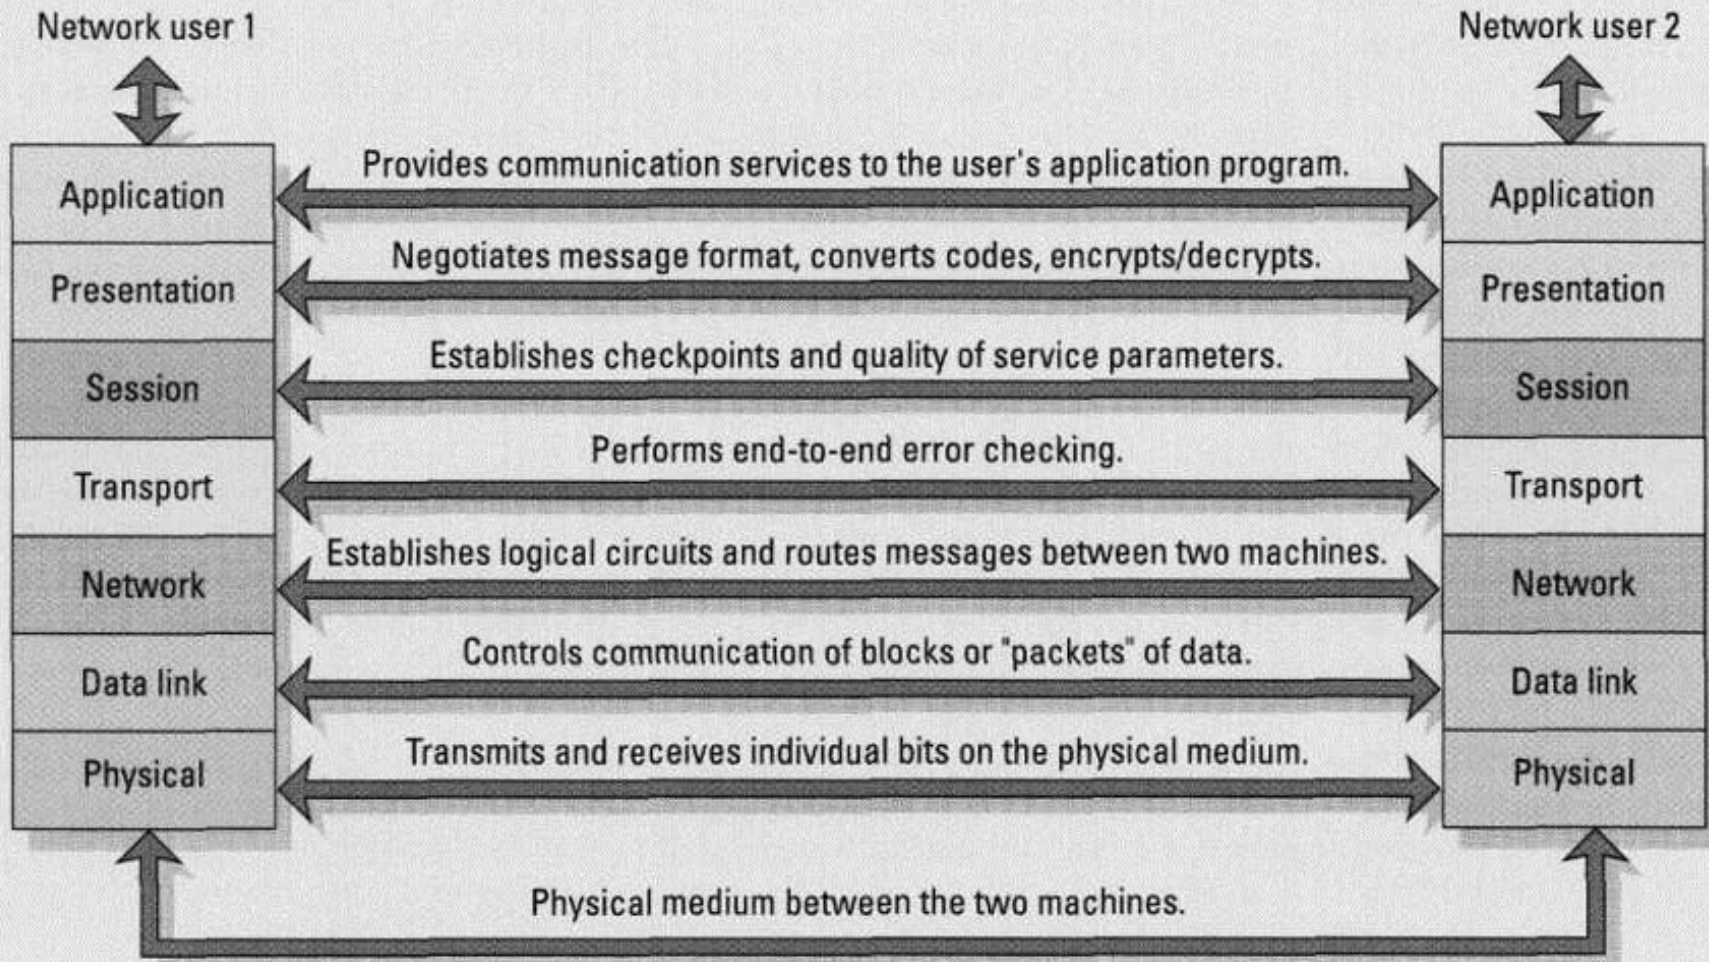 Network user 1
Network user 2
Application
Provides communication services to the user's application program.
Application
Presentation
Negotiates message format, converts codes, encrypts/decrypts.
Presentation
Session
Establishes checkpoints and quality of service parameters.
Session
Transport
Performs end-to-end error checking.
Transport
Network
Establishes logical circuits and routes messages between two machines.
Network
Data link
Controls communication of blocks or "packets" of data.
Data link
Physical
Transmits and receives individual bits on the physical medium.
Physical
Physical medium between the two machines.